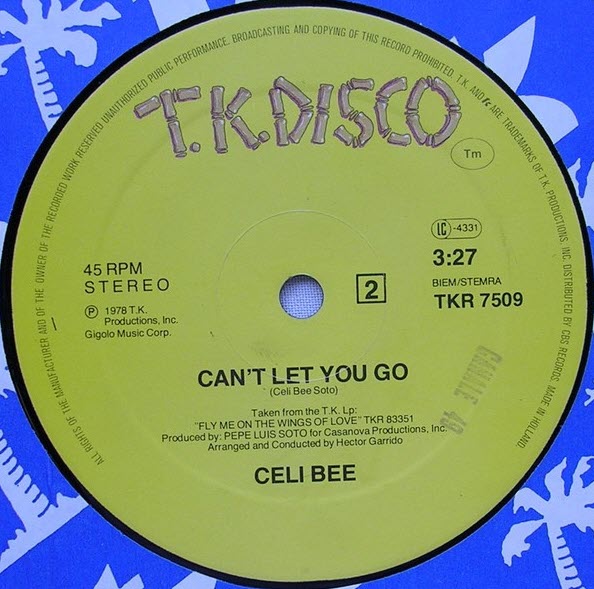 ALL RIGHTS OF THE MANUFACTURER AND OF THE OWNER OF THE RECORDED WORK RESERVED UNAUTHORIZED PUBLIC PERFORMANCE, BROADCASTING AND COPYING OF THIS RECORD PROHIBITED. T.K. AND ARE TRADEMARKS OF T.K. PRODUCTIONS, INC. DISTRIBUTED BY CBS RECORDS. MADE IN HOLLAND
T.K. DISCO
Tm
LC -4331
45 RPM
STEREO
3:27
2
BIEM/STEMRA
TKR 7509
Ⓟ 1978 T.K.
Productions, Inc.
Gigolo Music Corp.
CAN'T LET YOU GO
(Celi Bee Soto)
Taken from the T.K. Lp:
"FLY ME ON THE WINGS OF LOVE" TKR 83351
Produced by: PEPE LUIS SOTO for Casanova Productions, Inc.
Arranged and Conducted by Hector Garrido
CELI BEE